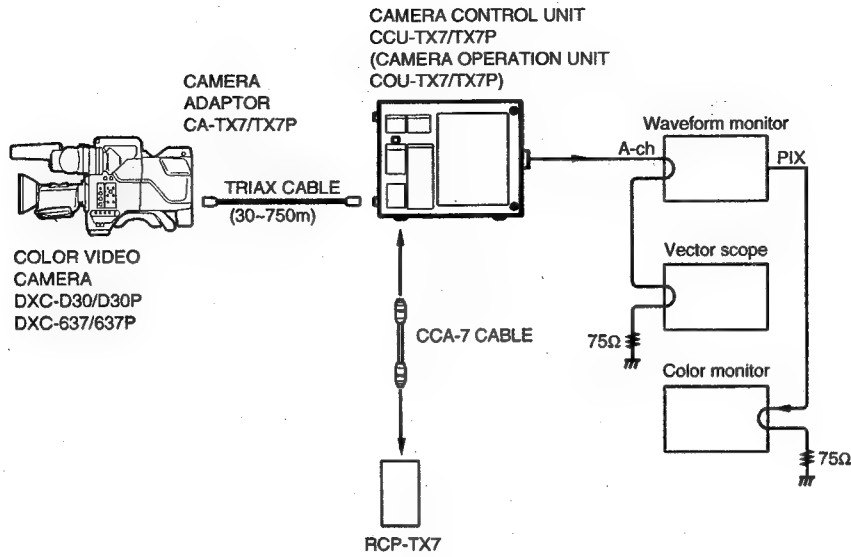 CAMERA CONTROL UNIT
CCU-TX7/TX7P
(CAMERA OPERATION UNIT
COU-TX7/TX7P)
CAMERA
ADAPTOR
CA-TX7/TX7P
TRIAX CABLE
(30~750m)
COLOR VIDEO
CAMERA
DXC-D30/D30P
DXC-637/637P
A-ch
Waveform monitor
PIX
Vector scope
75Ω
CCA-7 CABLE
Color monitor
75Ω
RCP-TX7